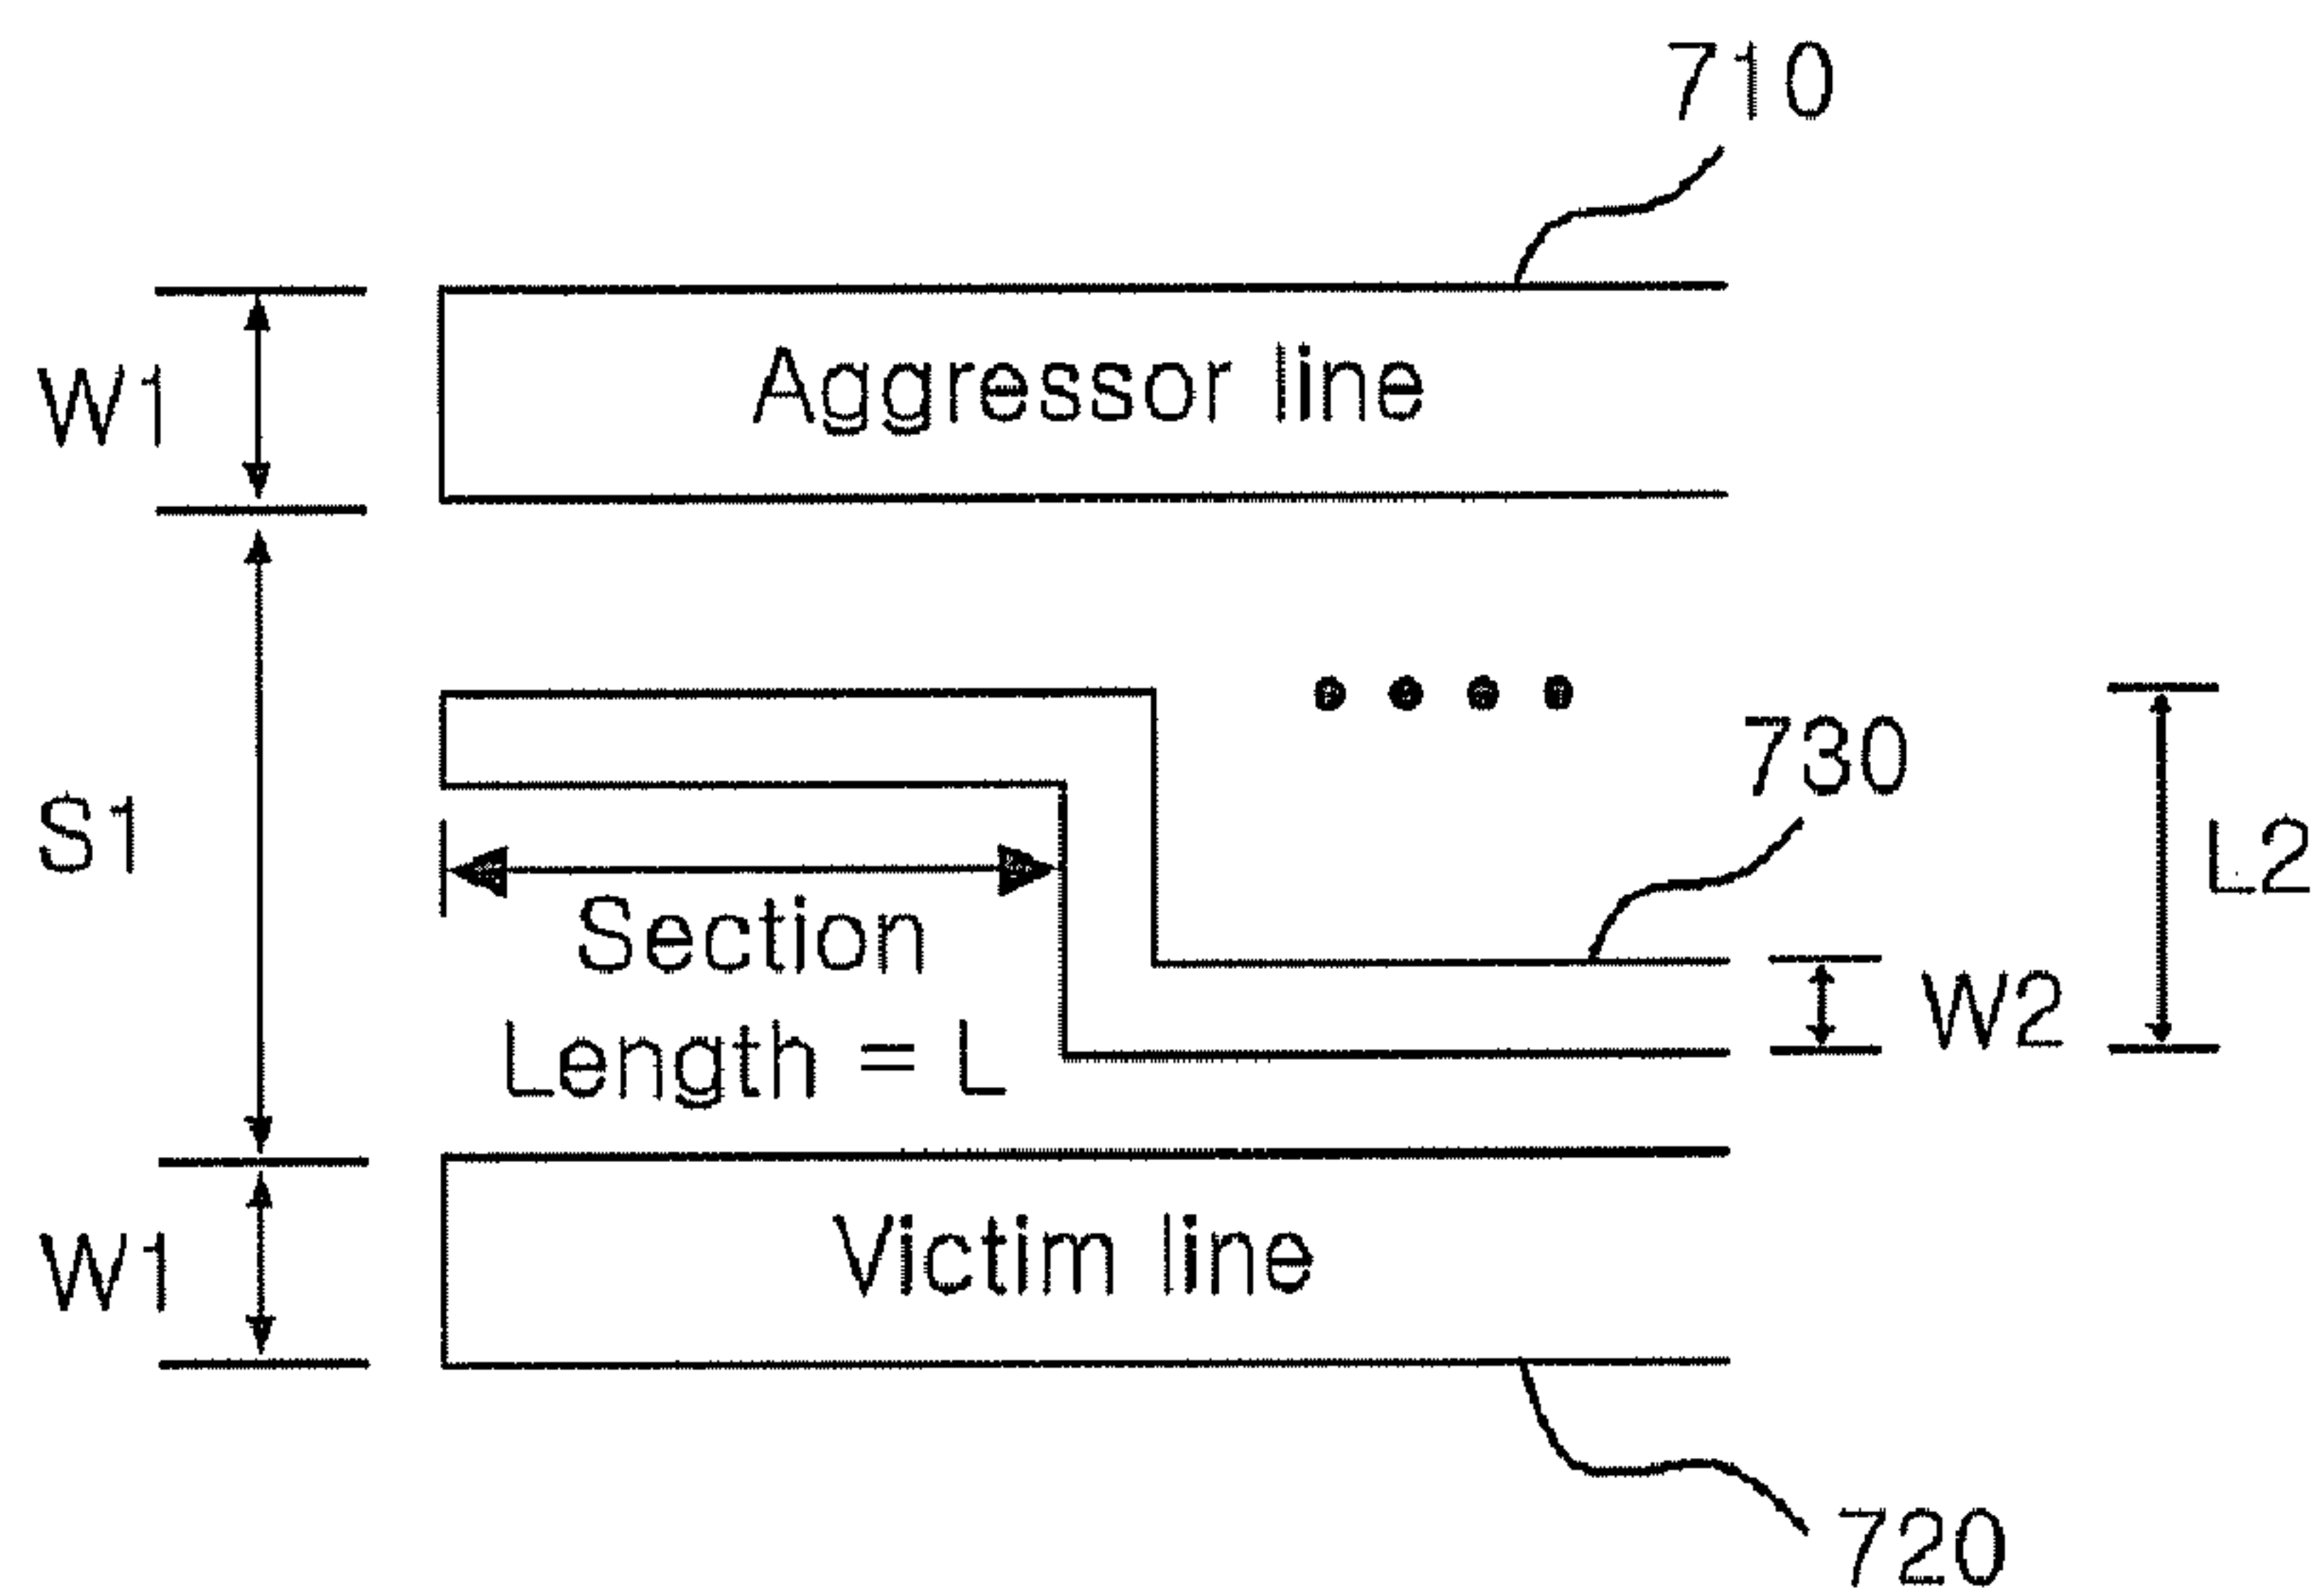 710
W1
Aggressor line
730
S1
L2
Section
Length = L
W2
W1
Victim line
720